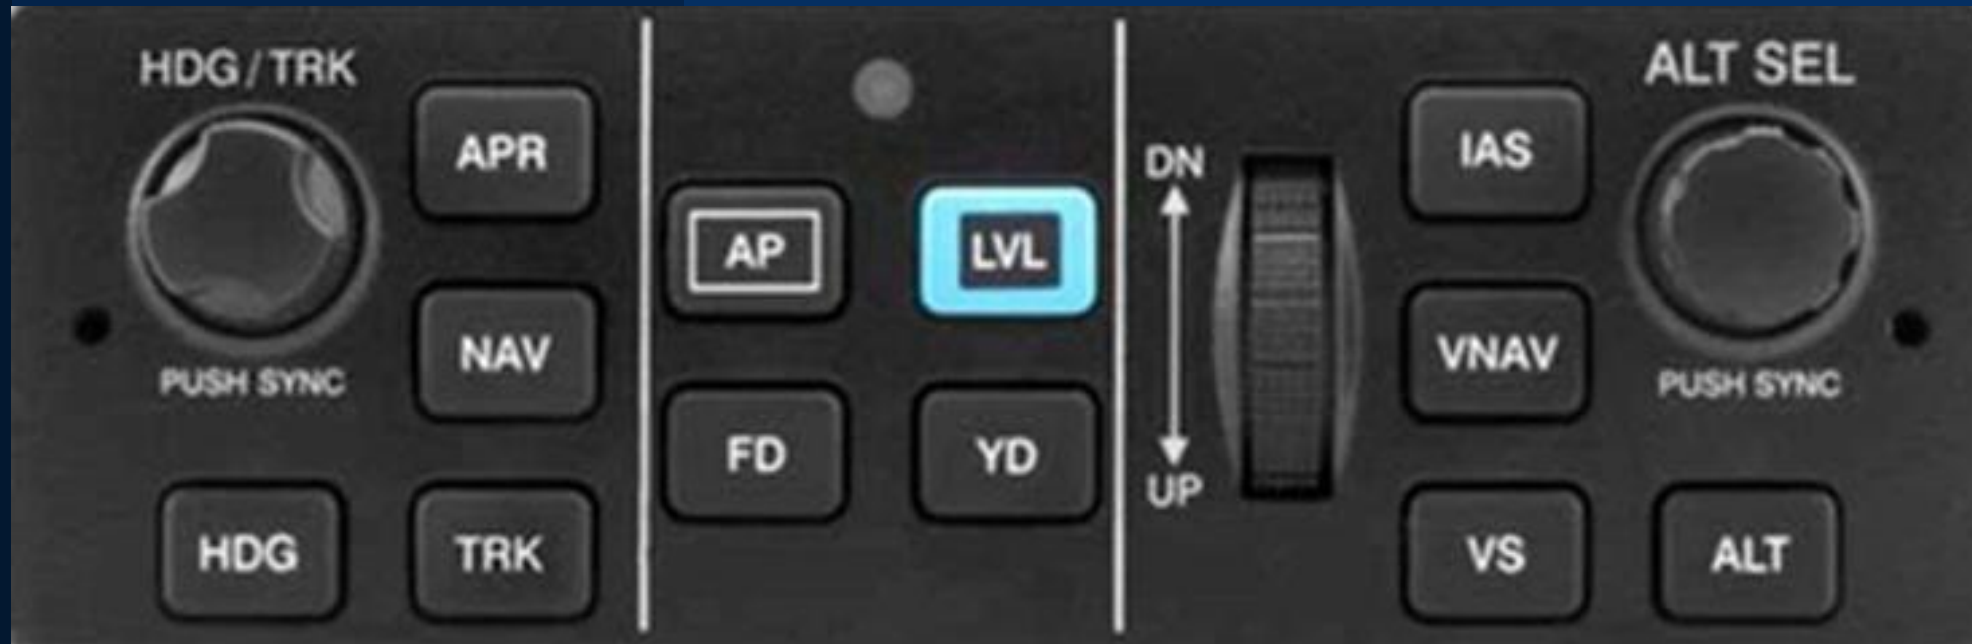 HDG / TRK
PUSH SYNC
APR
NAV
HDG
TRK
AP
LVL
FD
YD
DN
UP
IAS
VNAV
VS
ALT SEL
PUSH SYNC
ALT